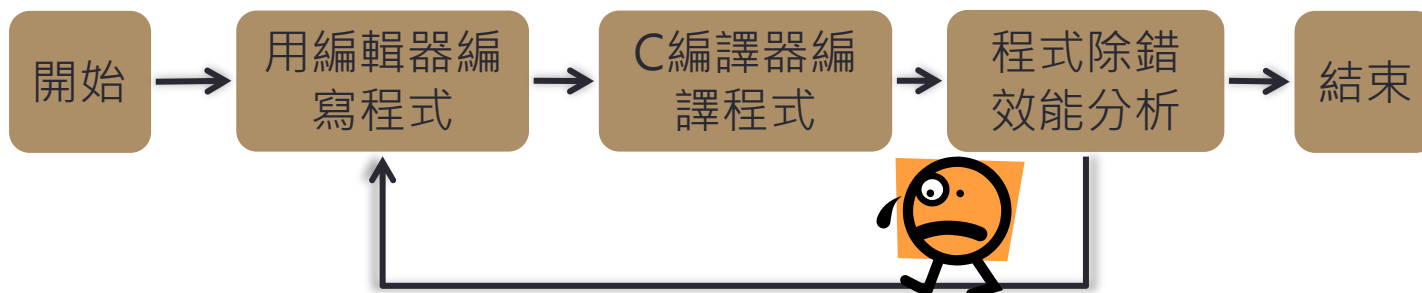 開始
用編輯器編
寫程式
C編譯器編
譯程式
程式除錯
效能分析
結束